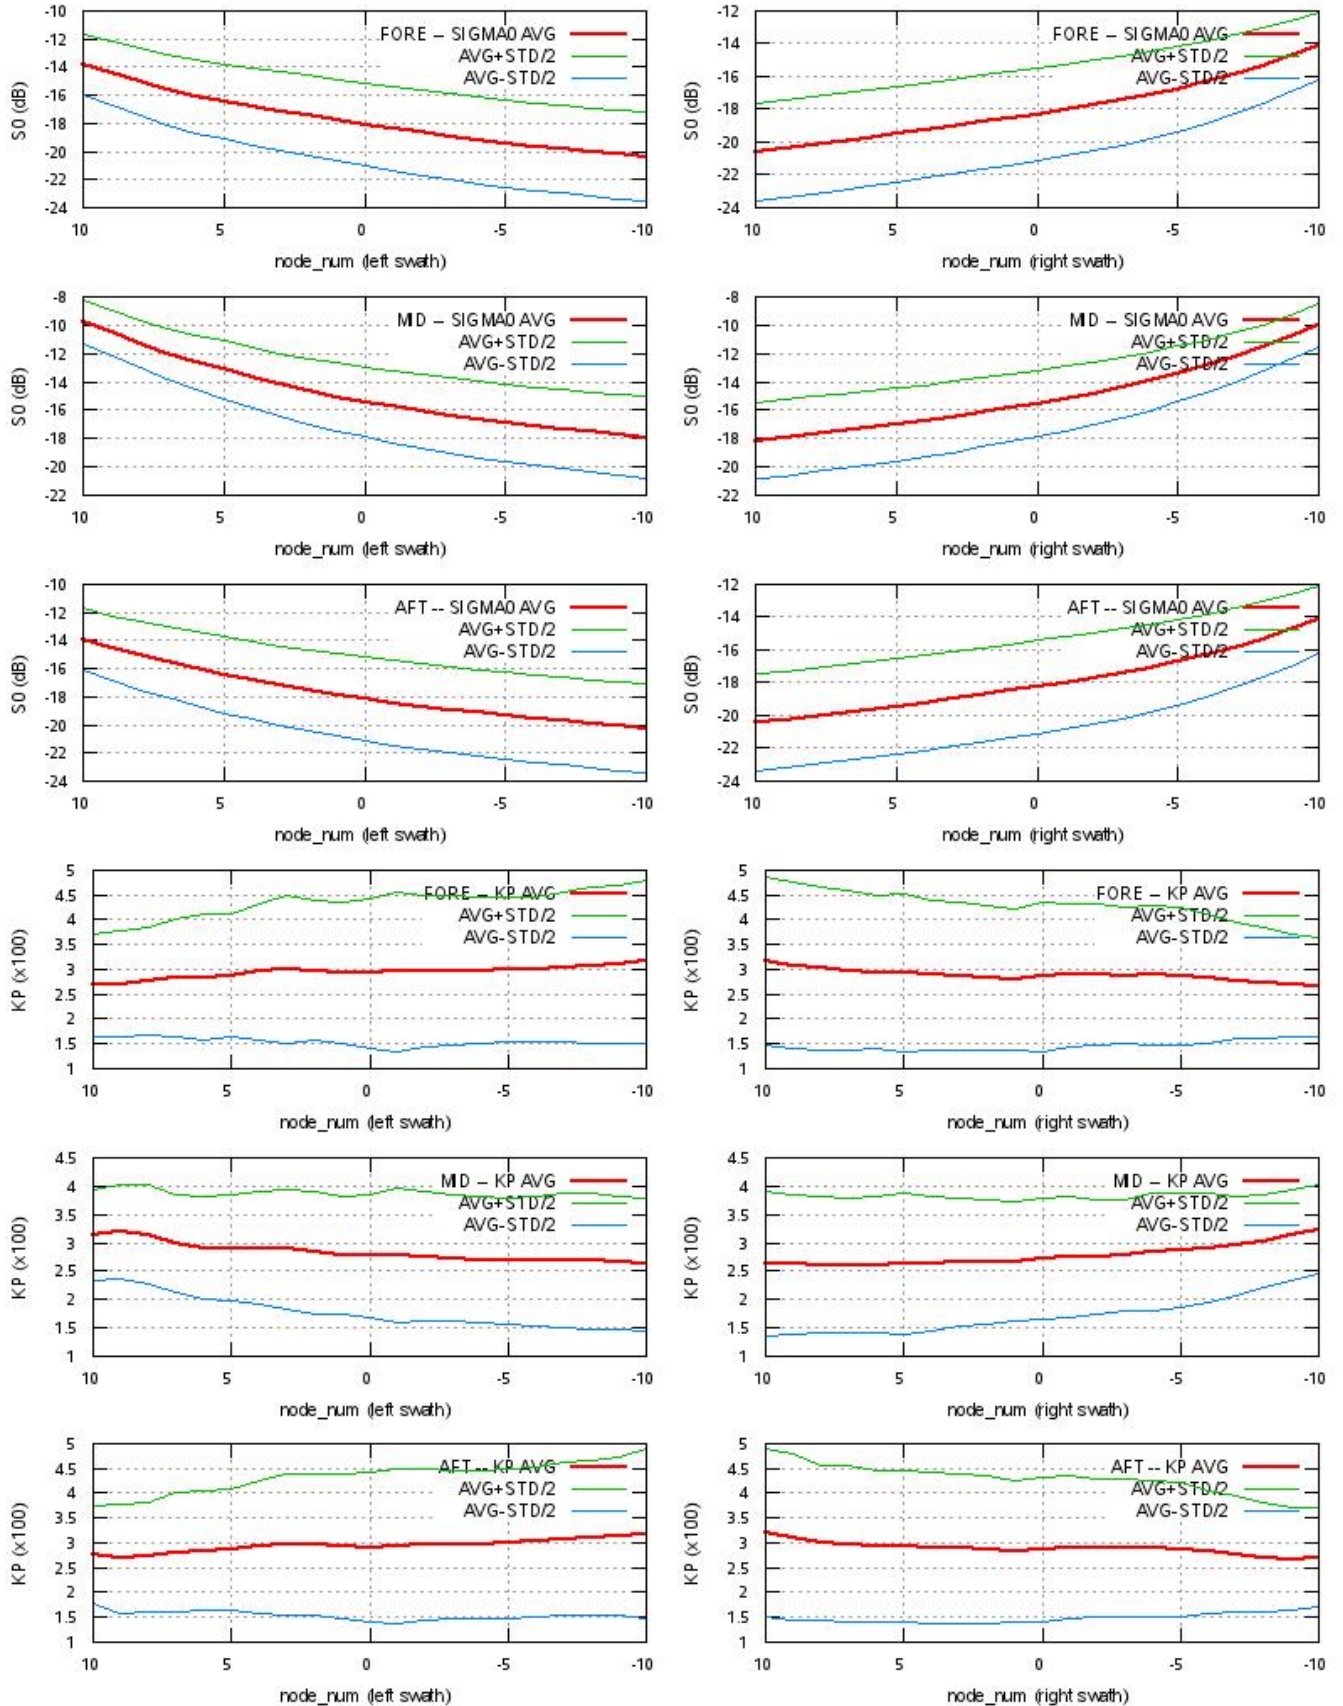 -10
-12
-14
-16
-18
-20
-22
-24
S0 (dB)
FORE -- SIGMA0 AVG
AVG+STD/2
AVG-STD/2
10 5 0 -5 -10
node_num (left swath)
-12
-14
-16
-18
-20
-22
-24
S0 (dB)
FORE -- SIGMA0 AVG
AVG+STD/2
AVG-STD/2
10 5 0 -5 -10
node_num (right swath)
-8
-10
-12
-14
-16
-18
-20
-22
S0 (dB)
MID -- SIGMA0 AVG
AVG+STD/2
AVG-STD/2
10 5 0 -5 -10
node_num (left swath)
-8
-10
-12
-14
-16
-18
-20
-22
S0 (dB)
MID -- SIGMA0 AVG
AVG+STD/2
AVG-STD/2
10 5 0 -5 -10
node_num (right swath)
-10
-12
-14
-16
-18
-20
-22
-24
S0 (dB)
AFT -- SIGMA0 AVG
AVG+STD/2
AVG-STD/2
10 5 0 -5 -10
node_num (left swath)
-12
-14
-16
-18
-20
-22
-24
S0 (dB)
AFT -- SIGMA0 AVG
AVG+STD/2
AVG-STD/2
10 5 0 -5 -10
node_num (right swath)
5
4.5
4
3.5
3
2.5
2
1.5
1
KP (x100)
FORE -- KP AVG
AVG+STD/2
AVG-STD/2
10 5 0 -5 -10
node_num (left swath)
5
4.5
4
3.5
3
2.5
2
1.5
1
KP (x100)
FORE -- KP AVG
AVG+STD/2
AVG-STD/2
10 5 0 -5 -10
node_num (right swath)
4.5
4
3.5
3
2.5
2
1.5
1
KP (x100)
MID -- KP AVG
AVG+STD/2
AVG-STD/2
10 5 0 -5 -10
node_num (left swath)
4.5
4
3.5
3
2.5
2
1.5
1
KP (x100)
MID -- KP AVG
AVG+STD/2
AVG-STD/2
10 5 0 -5 -10
node_num (right swath)
5
4.5
4
3.5
3
2.5
2
1.5
1
KP (x100)
AFT -- KP AVG
AVG+STD/2
AVG-STD/2
10 5 0 -5 -10
node_num (left swath)
5
4.5
4
3.5
3
2.5
2
1.5
1
KP (x100)
AFT -- KP AVG
AVG+STD/2
AVG-STD/2
10 5 0 -5 -10
node_num (right swath)